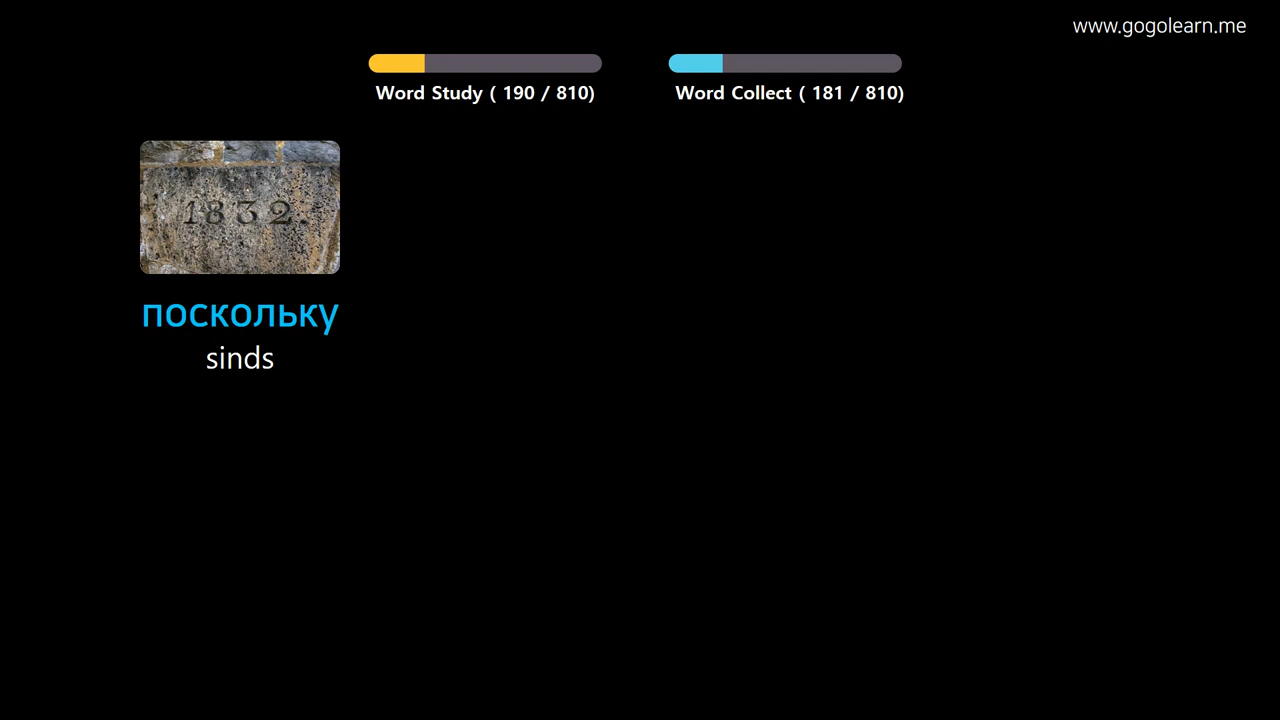 www.gogolearn.me
Word Study ( 190 / 810)
Word Collect ( 181 / 810)
1832.
поскольку
sinds